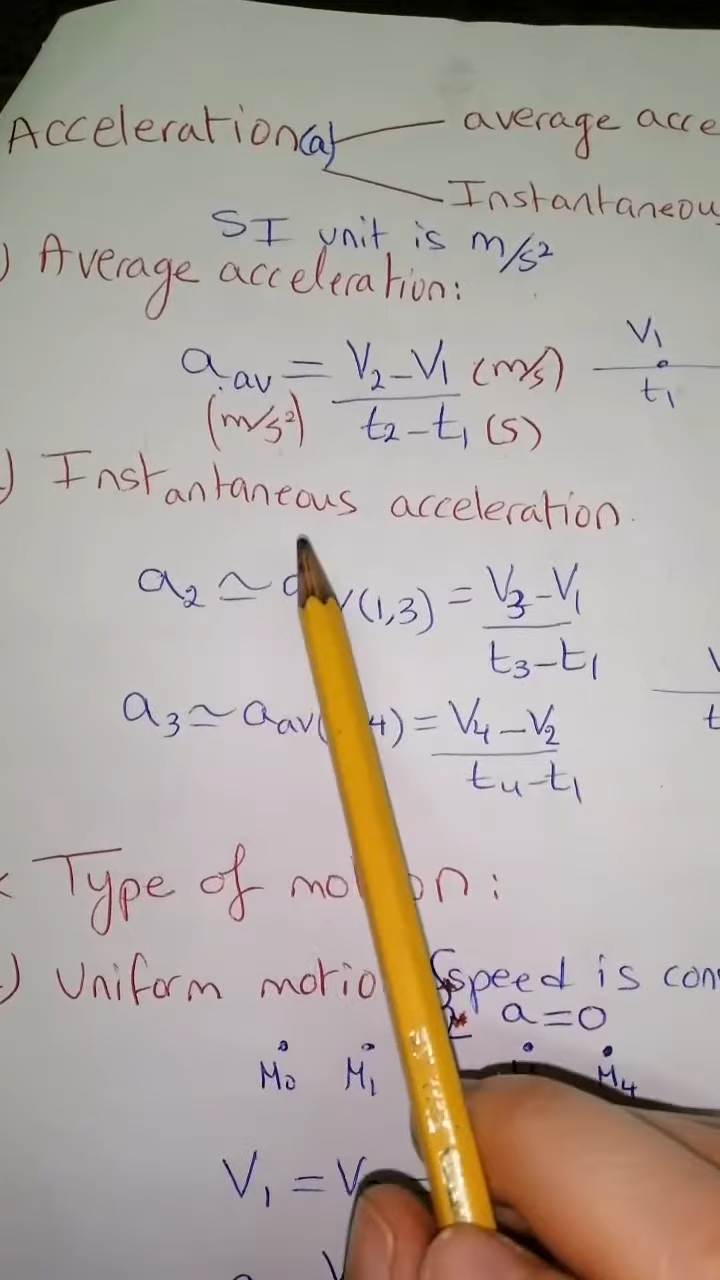 Acceleration(a)
average acce
Instantaneou
SI unit is m/s²
) Average acceleration:
a av = V2-V1 (m/s)
(m/s²) t2-t1 (s)
V1
t1
) Instantaneous acceleration.
a2 ≃ (1,3) = V3-V1
t3-t1
a3 ≃ aav( 4) = V4-V2
t4-t1
Type of mo on:
) Uniform motio speed is con
a=0
M0 M1 M4
V1 = V